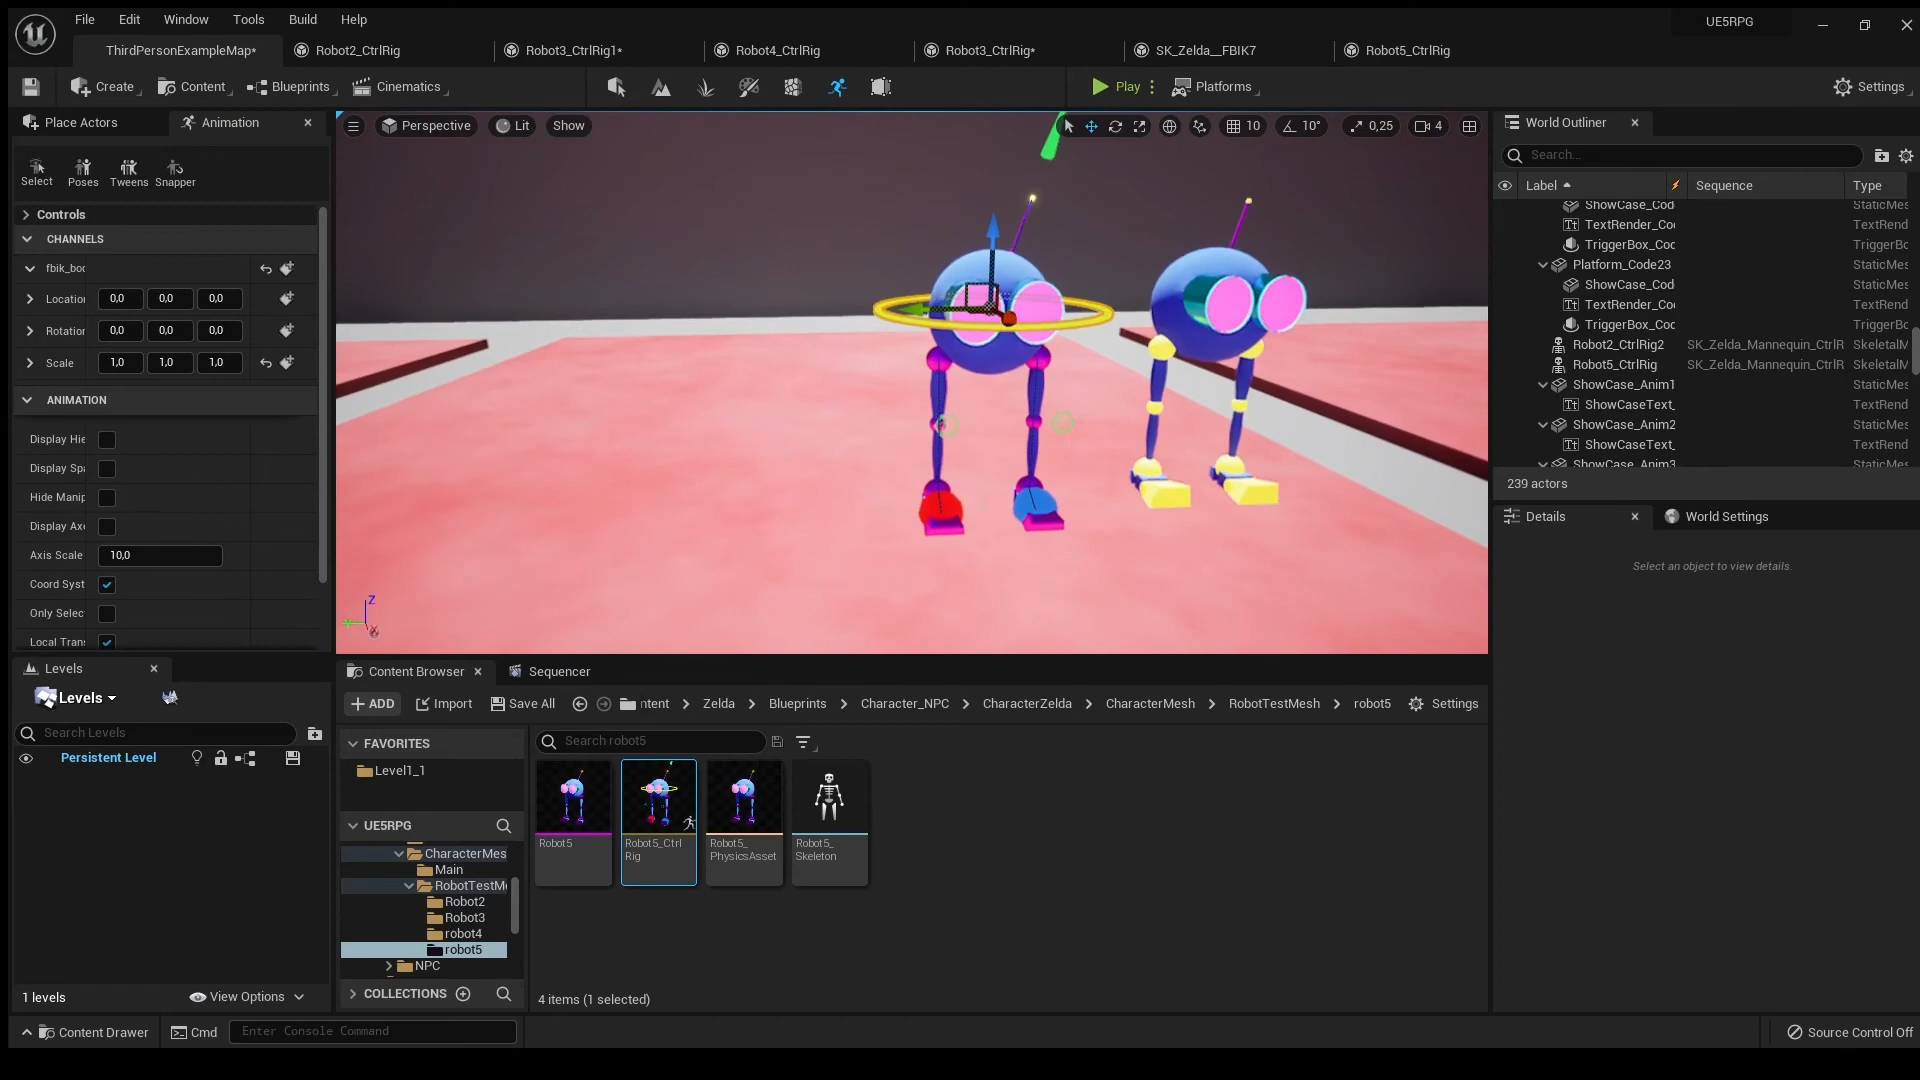 File Edit Window Tools Build Help
UE5RPG
ThirdPersonExampleMap* Robot2_CtrlRig Robot3_CtrlRig1* Robot4_CtrlRig Robot3_CtrlRig* SK_Zelda__FBIK7 Robot5_CtrlRig
Create Content Blueprints Cinematics Play Platforms Settings
Place Actors Animation
Select Poses Tweens Snapper
Controls
CHANNELS
fbik_boc
Location 0,0 0,0 0,0
Rotation 0,0 0,0 0,0
Scale 1,0 1,0 1,0
ANIMATION
Display Hie
Display Spa
Hide Manip
Display Axe
Axis Scale 10,0
Coord Syst
Only Selec
Local Trans
Levels
Levels
Search Levels
Persistent Level
1 levels View Options
Perspective Lit Show 10 10° 0,25 4
Z
Content Browser Sequencer
ADD Import Save All ntent Zelda Blueprints Character_NPC CharacterZelda CharacterMesh RobotTestMesh robot5 Settings
FAVORITES
Level1_1
UE5RPG
CharacterMes
Main
RobotTestMe
Robot2
Robot3
robot4
robot5
NPC
COLLECTIONS
Search robot5
Robot5
Robot5_Ctrl
Rig
Robot5_
PhysicsAsset
Robot5_
Skeleton
4 items (1 selected)
World Outliner
Search...
Label Sequence Type
ShowCase_Cod StaticMes
TextRender_Co TextRend
TriggerBox_Coc TriggerBc
Platform_Code23 StaticMes
ShowCase_Cod StaticMes
TextRender_Co TextRend
TriggerBox_Coc TriggerBc
Robot2_CtrlRig2 SK_Zelda_Mannequin_CtrlR SkeletalM
Robot5_CtrlRig SK_Zelda_Mannequin_CtrlR SkeletalM
ShowCase_Anim1 StaticMes
ShowCaseText_ TextRend
ShowCase_Anim2 StaticMes
ShowCaseText_ TextRend
ShowCase_Anim3 StaticMes
239 actors
Details World Settings
Select an object to view details.
Content Drawer Cmd Enter Console Command Source Control Off